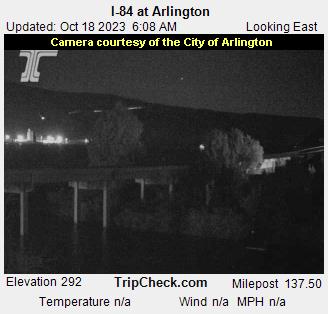 I-84 at Arlington
Updated: Oct 18 2023 6:08 AM Looking East
Camera courtesy of the City of Arlington
Elevation 292 TripCheck.com Milepost 137.50
Temperature n/a Wind n/a MPH n/a